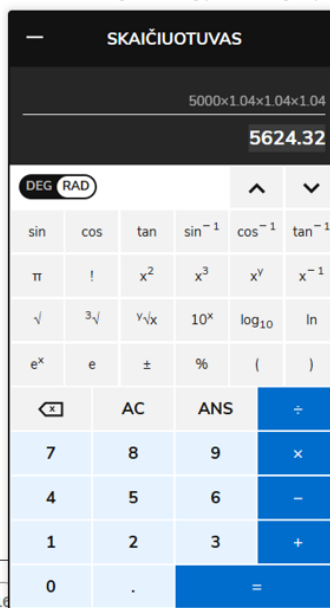 SKAIČIUOTUVAS
5000×1.04×1.04×1.04
5624.32
DEG RAD
sin cos tan sin⁻¹ cos⁻¹ tan⁻¹
π ! x² x³ xʸ x⁻¹
√ ³√ ʸ√x 10ˣ log₁₀ ln
eˣ e ± % ( )
AC ANS ÷
7 8 9 ×
4 5 6 −
1 2 3 +
0 . =